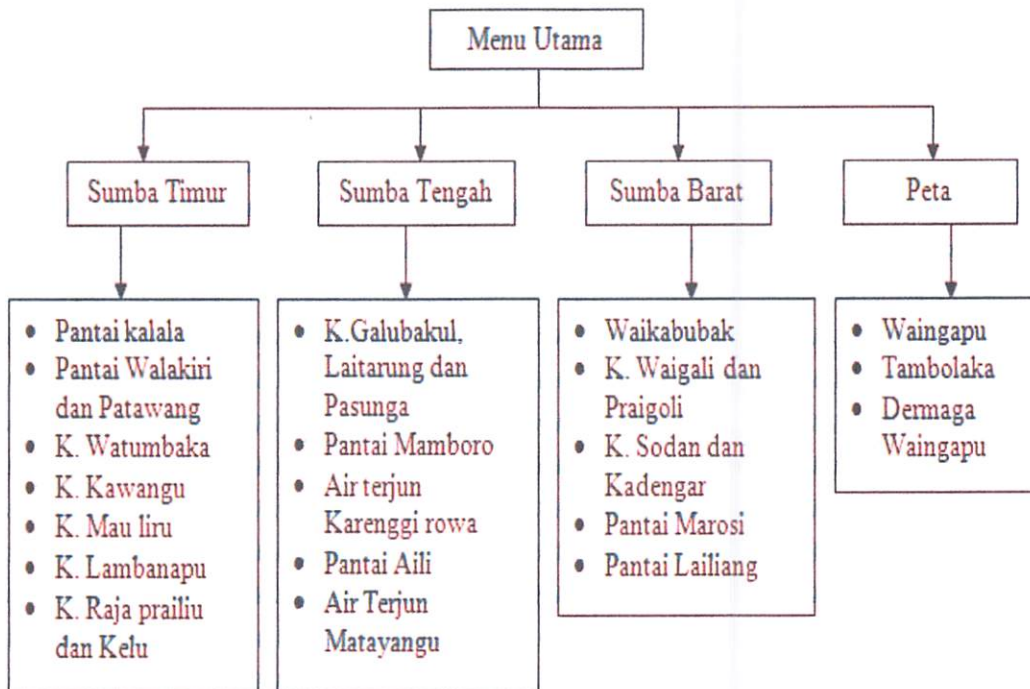 Menu Utama
Sumba Timur
Sumba Tengah
Sumba Barat
Peta
• Pantai kalala
• Pantai Walakiri
dan Patawang
• K. Watumbaka
• K. Kawangu
• K. Mau liru
• K. Lambanapu
• K. Raja prailiu
dan Kelu
• K.Galubakul,
Laitarung dan
Pasunga
• Pantai Mamboro
• Air terjun
Karenggi rowa
• Pantai Aili
• Air Terjun
Matayangu
• Waikabubak
• K. Waigali dan
Praigoli
• K. Sodan dan
Kadengar
• Pantai Marosi
• Pantai Lailiang
• Waingapu
• Tambolaka
• Dermaga
Waingapu